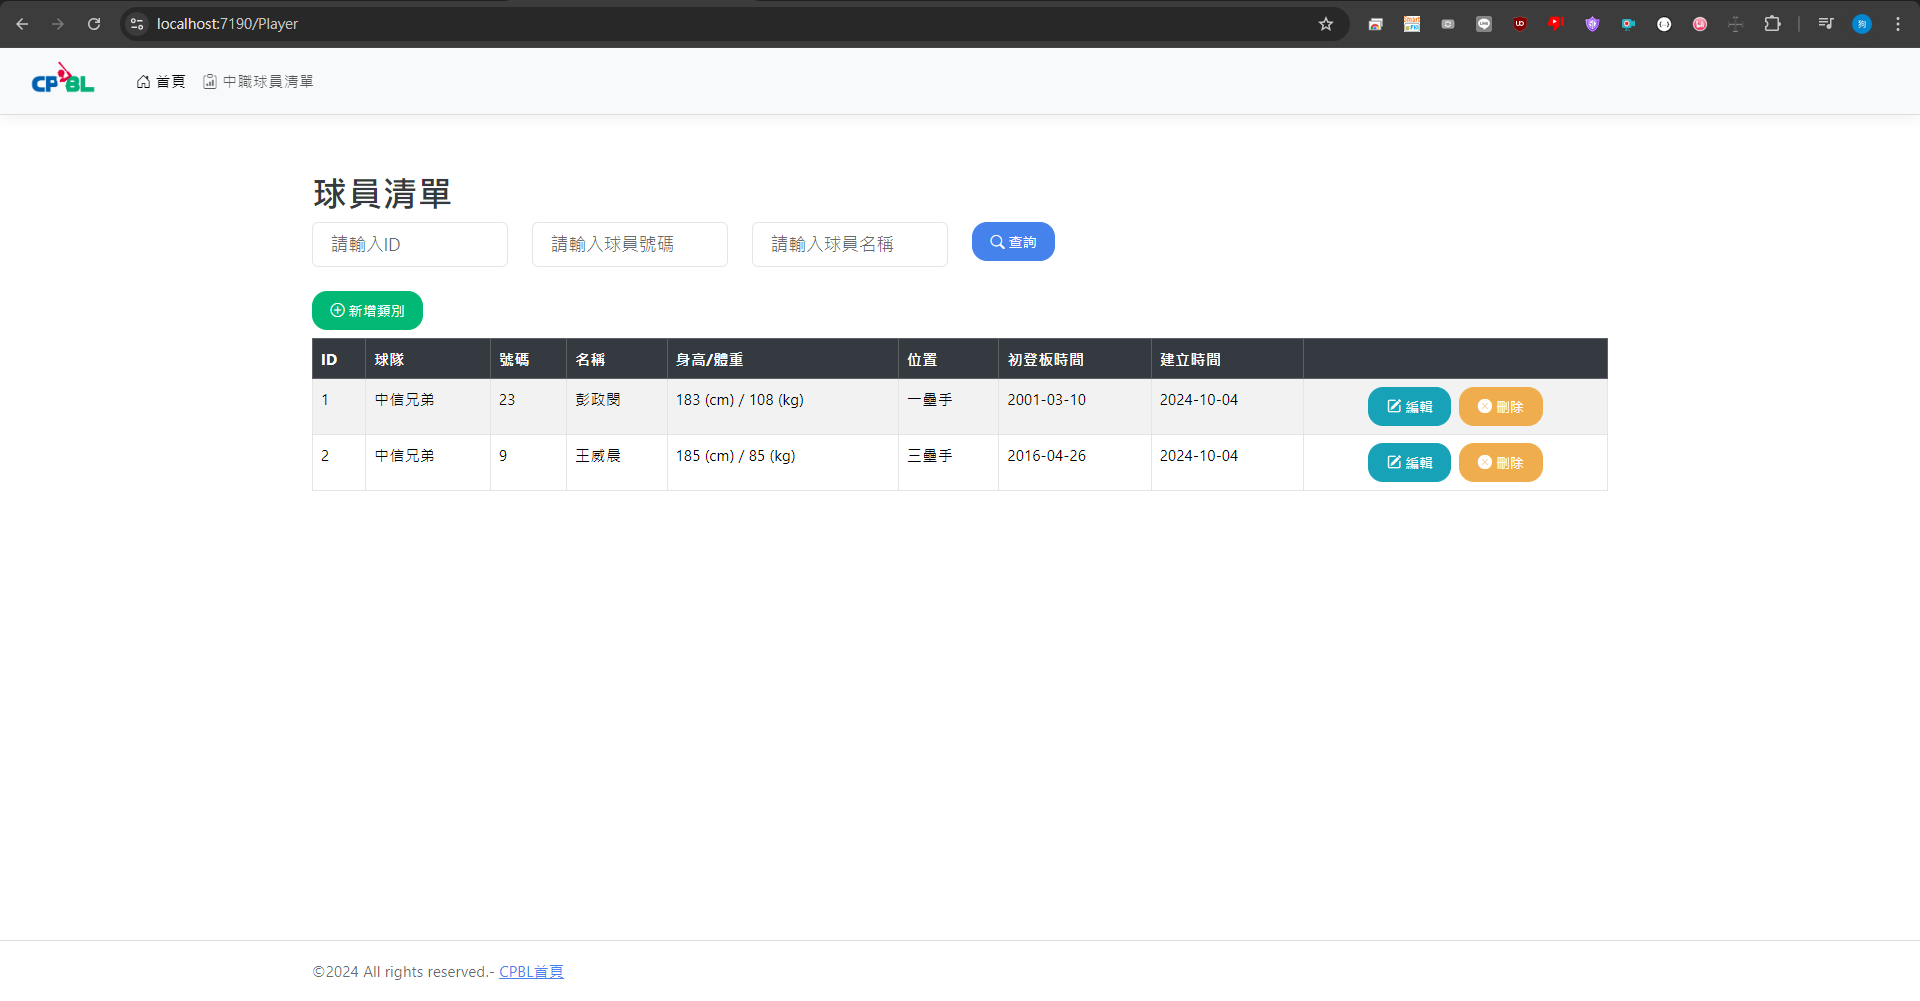 localhost:7190/Player
狗
CPBL
首頁 中職球員清單
球員清單
請輸入ID 請輸入球員號碼 請輸入球員名稱 查詢
新增類別
ID 球隊 號碼 名稱 身高/體重 位置 初登板時間 建立時間
1 中信兄弟 23 彭政閔 183 (cm) / 108 (kg) 一壘手 2001-03-10 2024-10-04 編輯 刪除
2 中信兄弟 9 王威晨 185 (cm) / 85 (kg) 三壘手 2016-04-26 2024-10-04 編輯 刪除
©2024 All rights reserved.- CPBL首頁